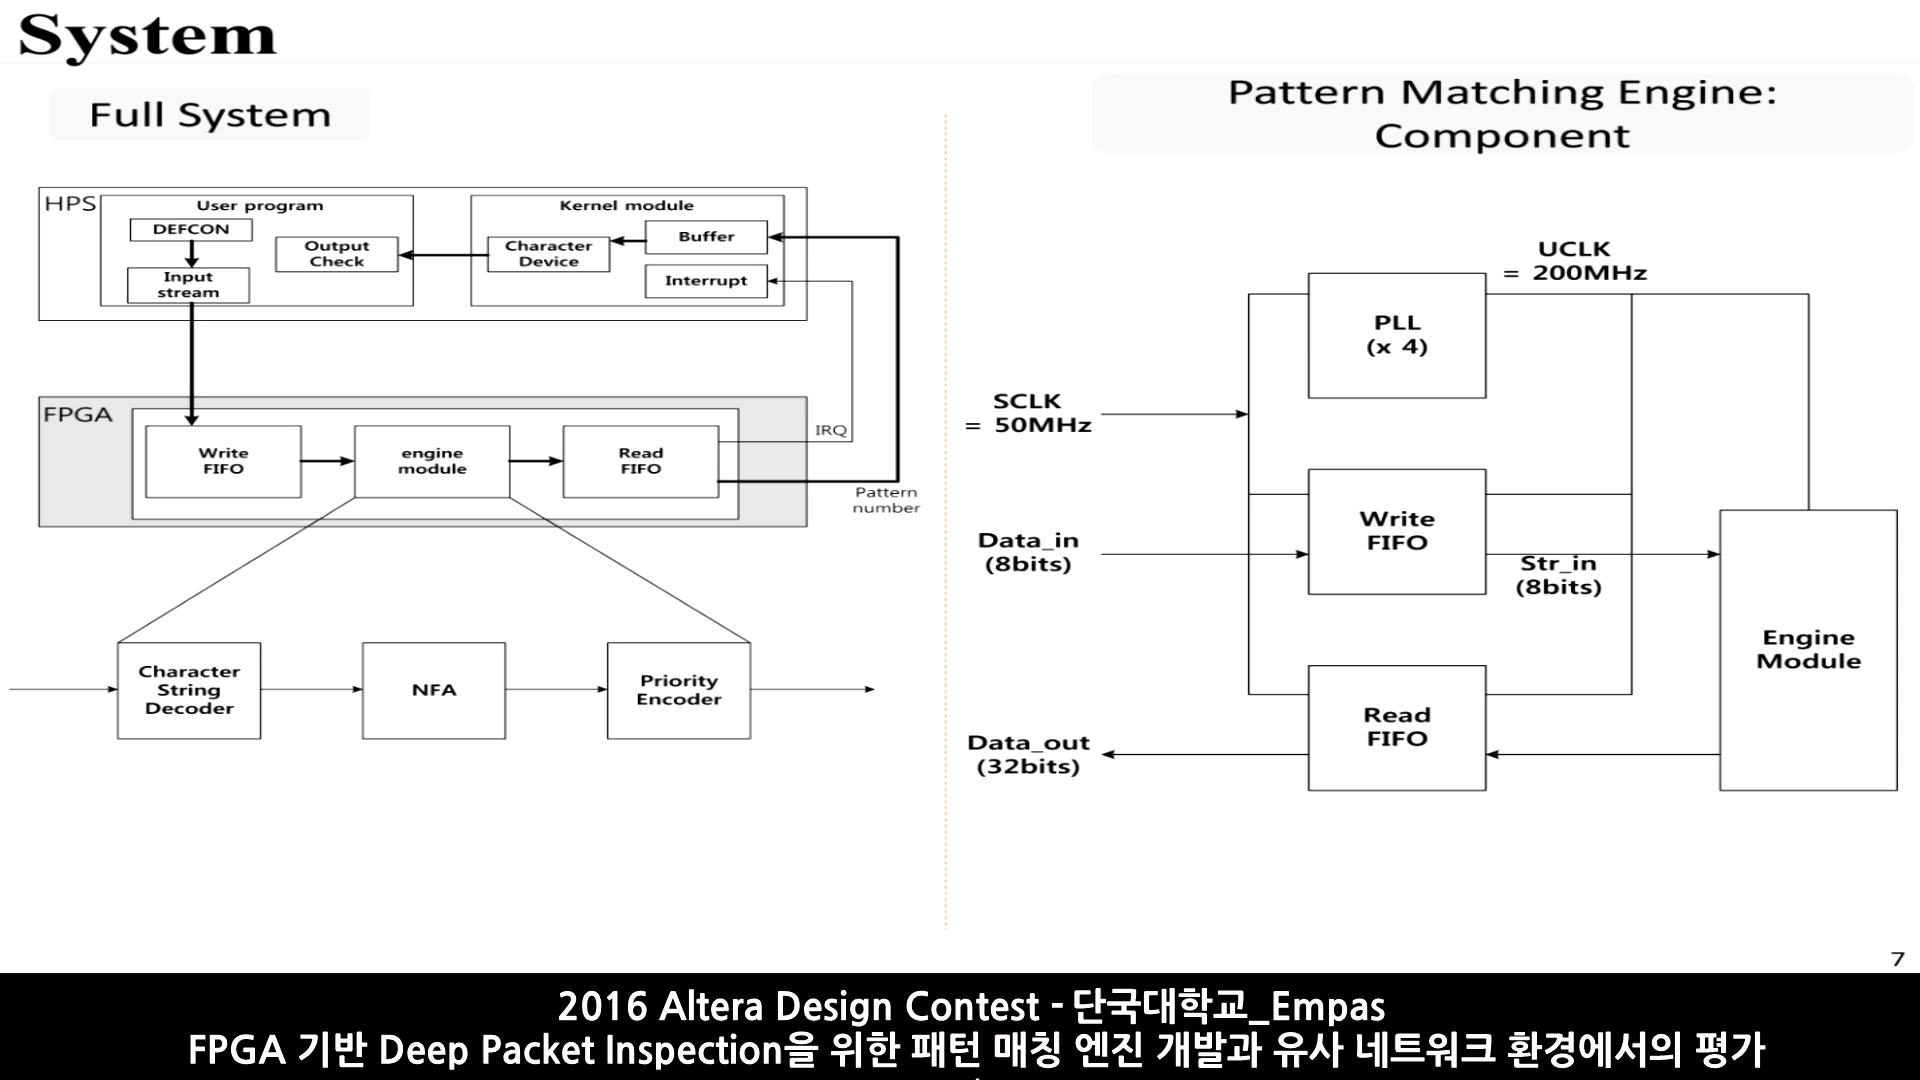 System
Full System
HPS
User program
DEFCON
Input
stream
Output
Check
Kernel module
Character
Device
Buffer
Interrupt
FPGA
Write
FIFO
engine
module
Read
FIFO
IRQ
Pattern
number
Character
String
Decoder
NFA
Priority
Encoder
Pattern Matching Engine:
Component
UCLK
= 200MHz
PLL
(x 4)
SCLK
= 50MHz
Write
FIFO
Data_in
(8bits)
Str_in
(8bits)
Engine
Module
Read
FIFO
Data_out
(32bits)
7
2016 Altera Design Contest - 단국대학교_Empas
FPGA 기반 Deep Packet Inspection을 위한 패턴 매칭 엔진 개발과 유사 네트워크 환경에서의 평가